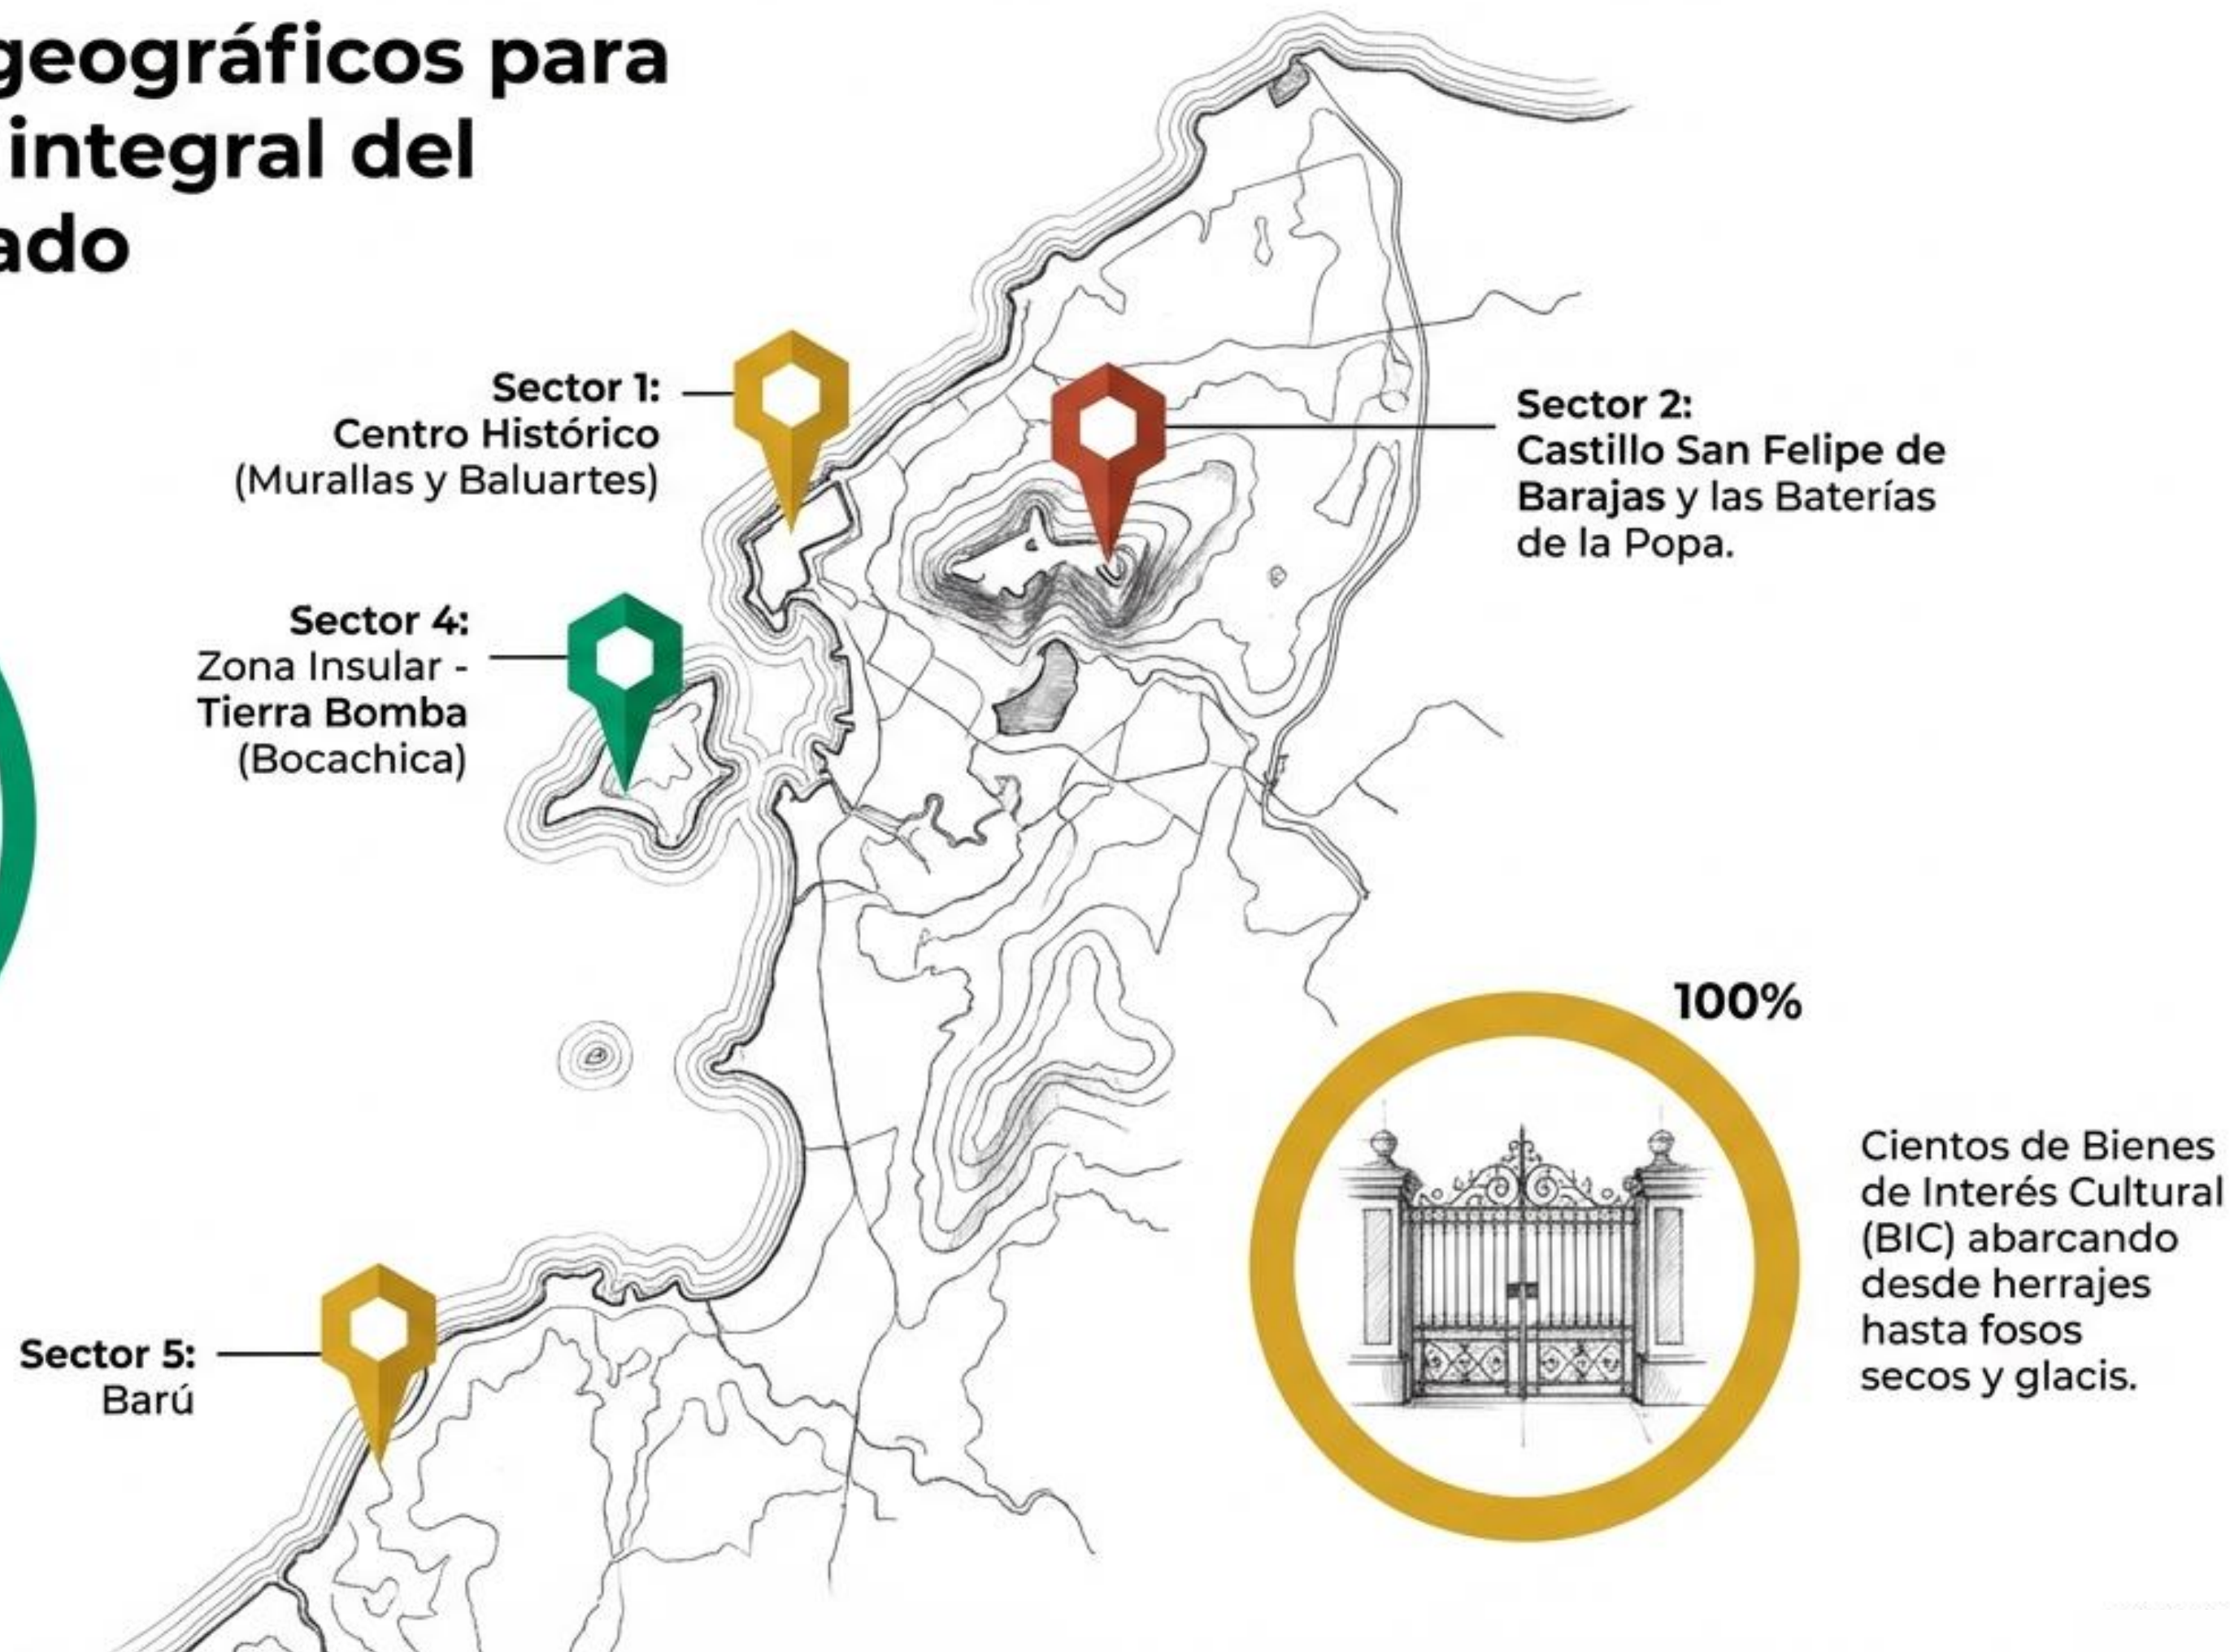 geográficos para
integral del
ado
Sector 1:
Centro Histórico
(Murallas y Baluartes)
Sector 2:
Castillo San Felipe de
Barajas y las Baterías
de la Popa.
Sector 4:
Zona Insular -
Tierra Bomba
(Bocachica)
100%
Cientos de Bienes
de Interés Cultural
(BIC) abarcando
desde herrajes
hasta fosos
secos y glacis.
Sector 5:
Barú